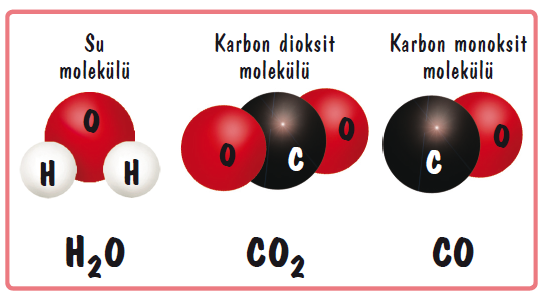 Su
molekülü
O
H H
H₂O
Karbon dioksit
molekülü
O C O
CO₂
Karbon monoksit
molekülü
C O
CO